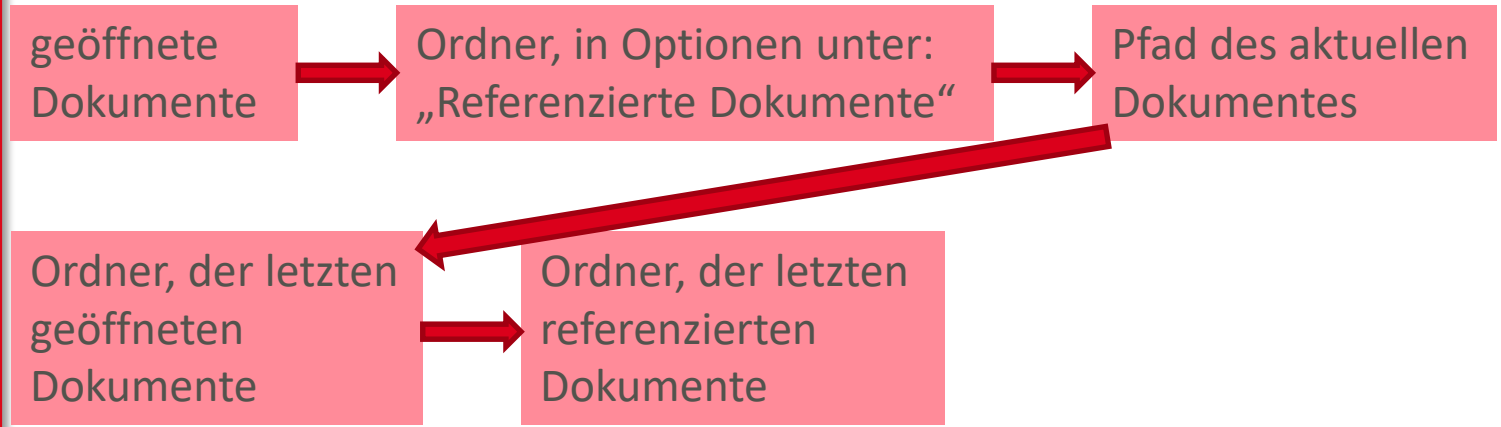 geöffnete
Dokumente
Ordner, in Optionen unter:
„Referenzierte Dokumente“
Pfad des aktuellen
Dokumentes
Ordner, der letzten
geöffneten
Dokumente
Ordner, der letzten
referenzierten
Dokumente